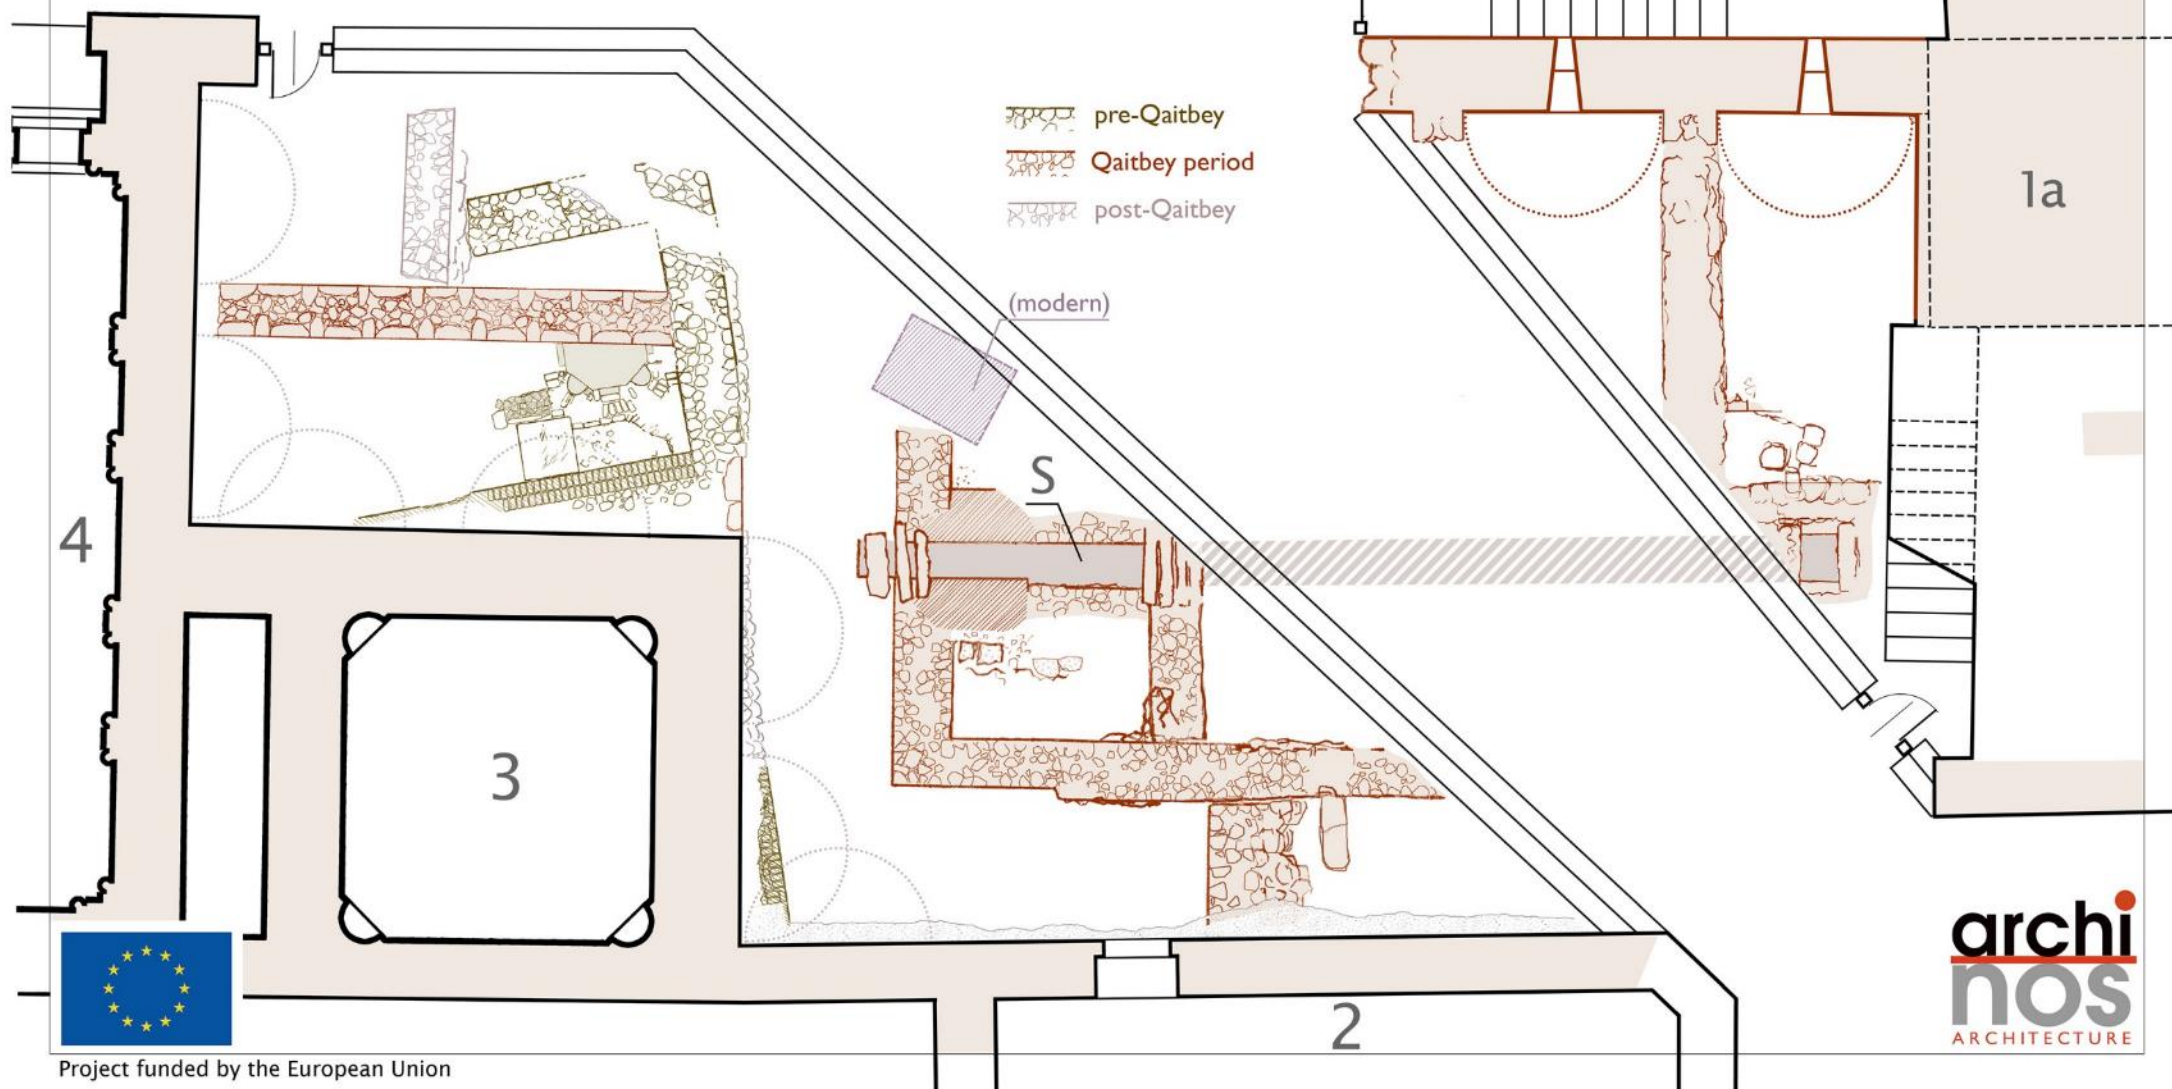 pre-Qaitbey
Qaitbey period
post-Qaitbey
1a
(modern)
S
4
3
2
archi
nos
ARCHITECTURE
Project funded by the European Union